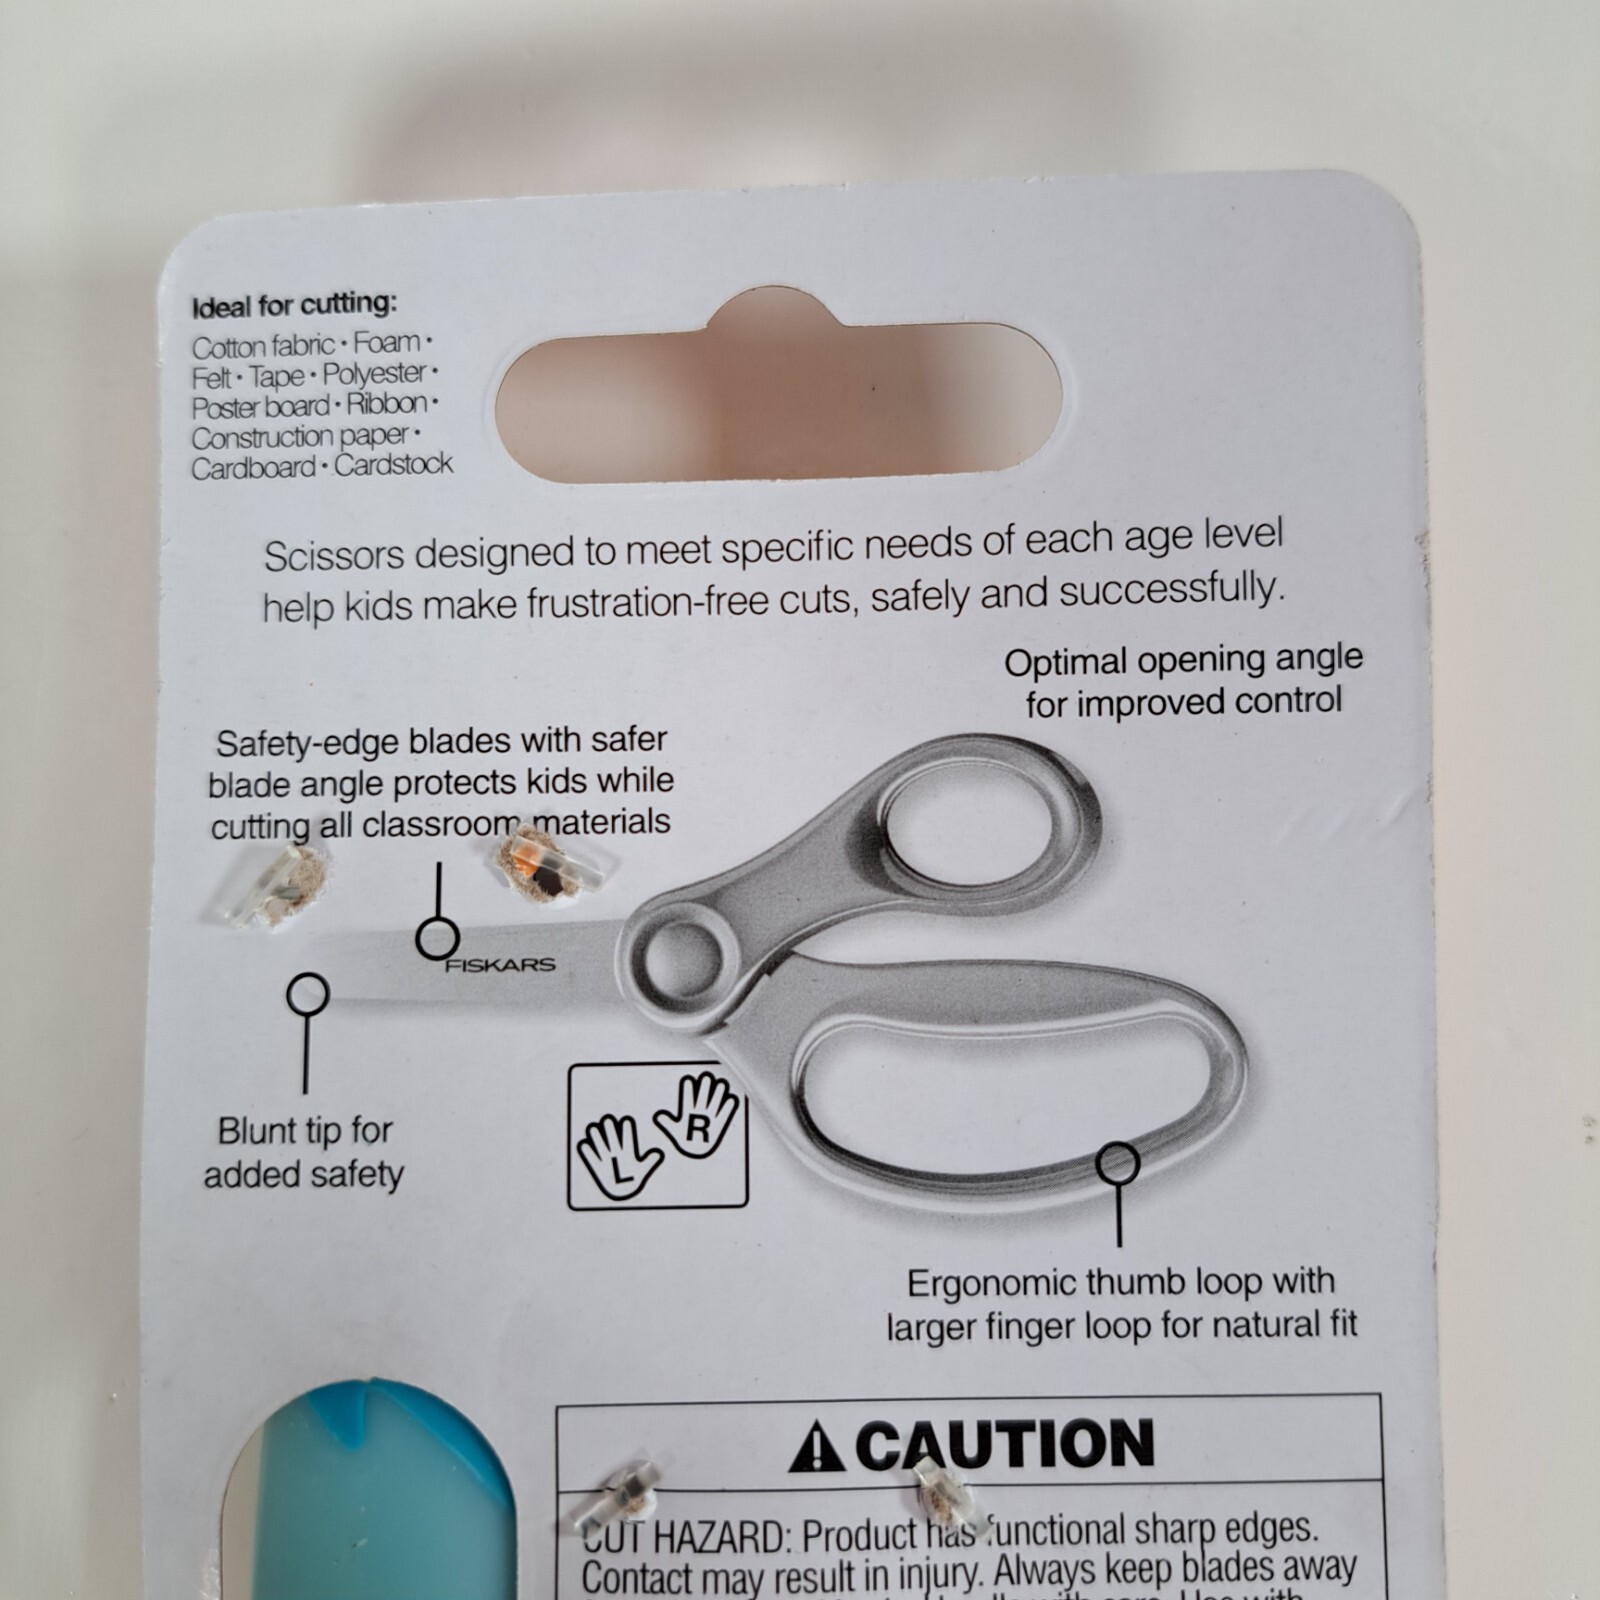 Ideal for cutting:
Cotton fabric • Foam •
Felt • Tape • Polyester •
Poster board • Ribbon •
Construction paper •
Cardboard • Cardstock
Scissors designed to meet specific needs of each age level
help kids make frustration-free cuts, safely and successfully.
Optimal opening angle
for improved control
Safety-edge blades with safer
blade angle protects kids while
cutting all classroom materials
FISKARS
L R
Blunt tip for
added safety
Ergonomic thumb loop with
larger finger loop for natural fit
CAUTION
CUT HAZARD: Product has functional sharp edges.
Contact may result in injury. Always keep blades away